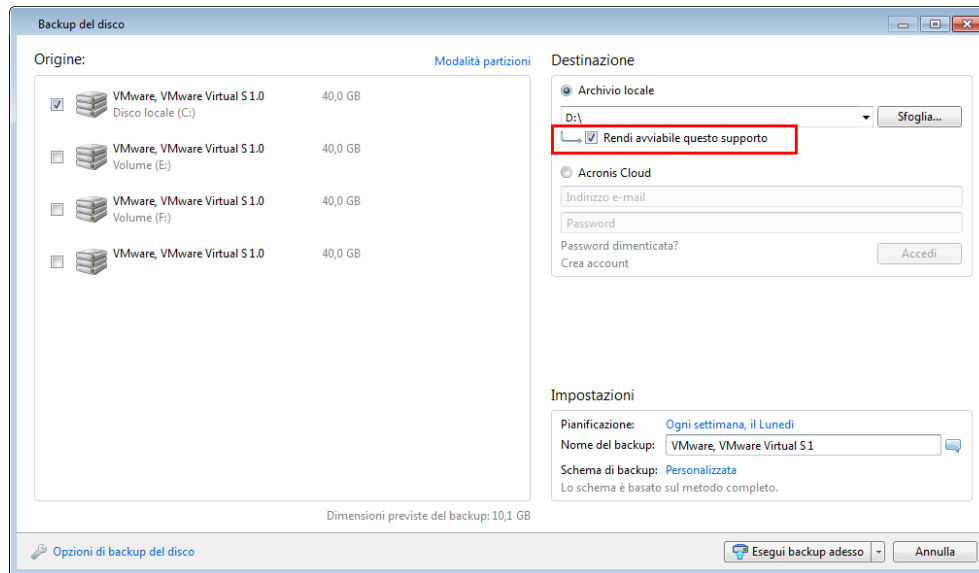 Backup del disco
Origine:
Modalità partizioni
VMware, VMware Virtual S 1.0
40,0 GB
Disco locale (C:)
VMware, VMware Virtual S 1.0
40,0 GB
Volume (E:)
VMware, VMware Virtual S 1.0
40,0 GB
Volume (F:)
VMware, VMware Virtual S 1.0
40,0 GB
Dimensioni previste del backup: 10,1 GB
Destinazione
Archivio locale
D:\
Sfoglia...
Rendi avviabile questo supporto
Acronis Cloud
Indirizzo e-mail
Password
Password dimenticata?
Crea account
Accedi
Impostazioni
Pianificazione: Ogni settimana, il Lunedì
Nome del backup: VMware, VMware Virtual S 1
Schema di backup: Personalizzata
Lo schema è basato sul metodo completo.
Opzioni di backup del disco
Esegui backup adesso
Annulla